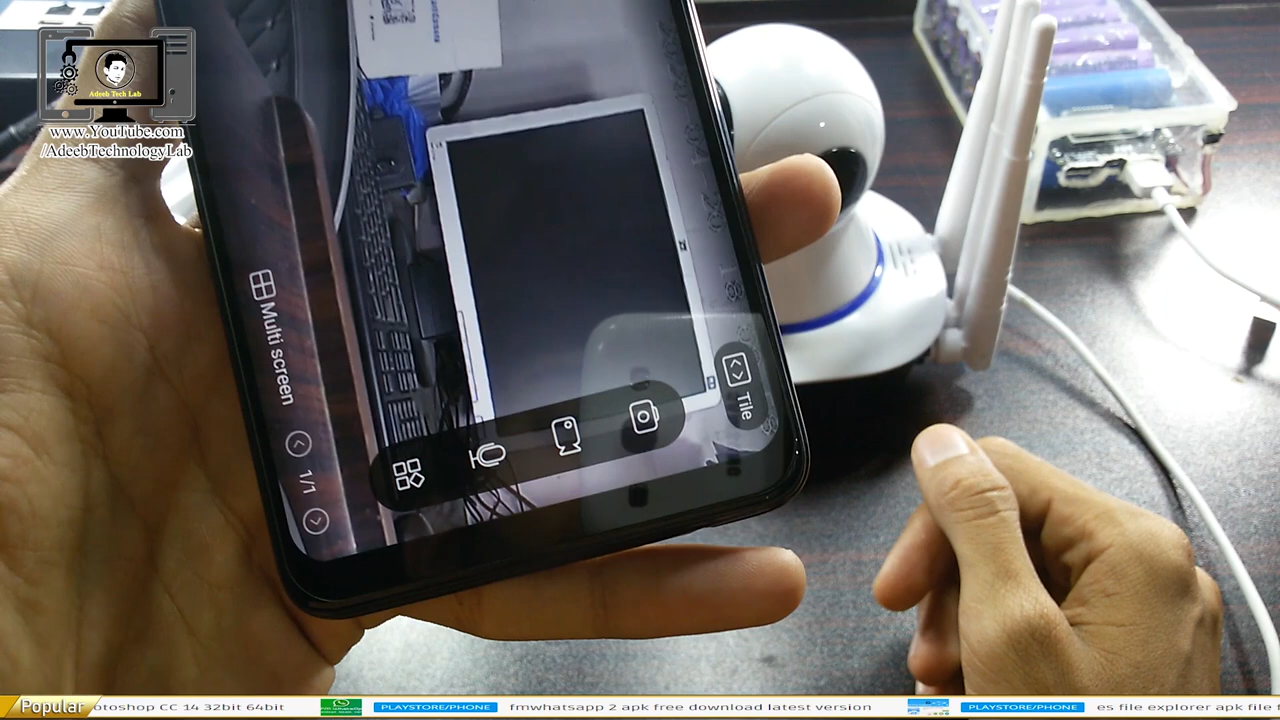 Adeeb Tech Lab
www.YouTube.com
/AdeebTechnologyLab
Multi screen
1/1
Tile
Popular
otoshop CC 14 32bit 64bit
PLAYSTORE/PHONE
fmwhatsapp apk free download latest version
PLAYSTORE/PHONE
es file explorer apk file